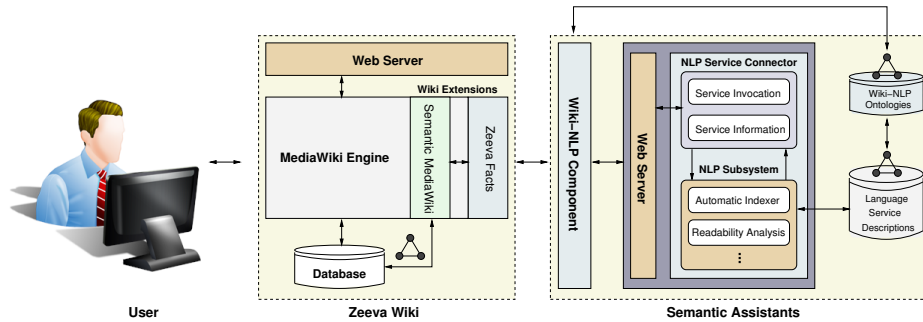 Web Server
Wiki Extensions
MediaWiki Engine
Semantic MediaWiki
Zeeva Facts
Database
Wiki–NLP Component
Web Server
NLP Service Connector
Service Invocation
Service Information
NLP Subsystem
Automatic Indexer
Readability Analysis
...
Wiki–NLP
Ontologies
Language
Service
Descriptions
User
Zeeva Wiki
Semantic Assistants